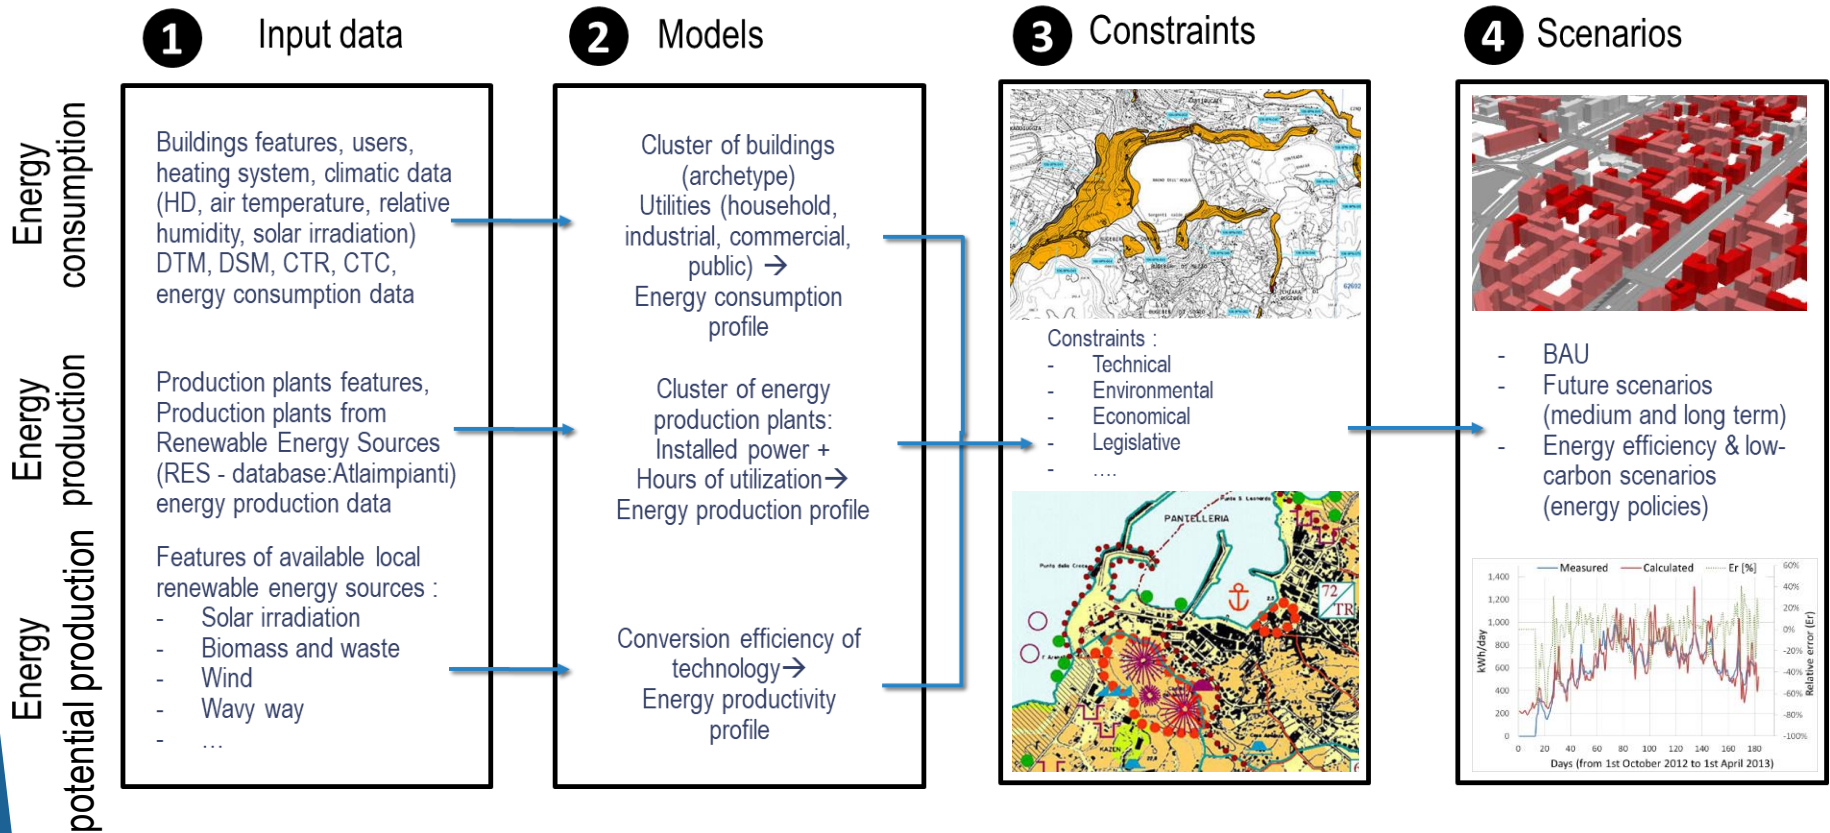 1 Input data
2 Models
3 Constraints
4 Scenarios
Energy
consumption
Energy
production
Energy
potential production
Buildings features, users,
heating system, climatic data
(HD, air temperature, relative
humidity, solar irradiation)
DTM, DSM, CTR, CTC,
energy consumption data
Production plants features,
Production plants from
Renewable Energy Sources
(RES - database:Atlaimpianti)
energy production data
Features of available local
renewable energy sources :
- Solar irradiation
- Biomass and waste
- Wind
- Wavy way
- ...
Cluster of buildings
(archetype)
Utilities (household,
industrial, commercial,
public) →
Energy consumption
profile
Cluster of energy
production plants:
Installed power +
Hours of utilization→
Energy production profile
Conversion efficiency of
technology→
Energy productivity
profile
Constraints :
- Technical
- Environmental
- Economical
- Legislative
- ....
PANTELLERIA
Punta S. Leonardo
Punta della Croce
72
TR
KAZEN
- BAU
- Future scenarios
(medium and long term)
- Energy efficiency & low-
carbon scenarios
(energy policies)
Measured Calculated Er [%]
kWh/day
1,400
1,200
1,000
800
600
400
200
0
0 20 40 60 80 100 120 140 160 180
Days (from 1st October 2012 to 1st April 2013)
60%
40%
20%
0%
-20%
-40%
-60%
-80%
-100%
Relative error (Er)